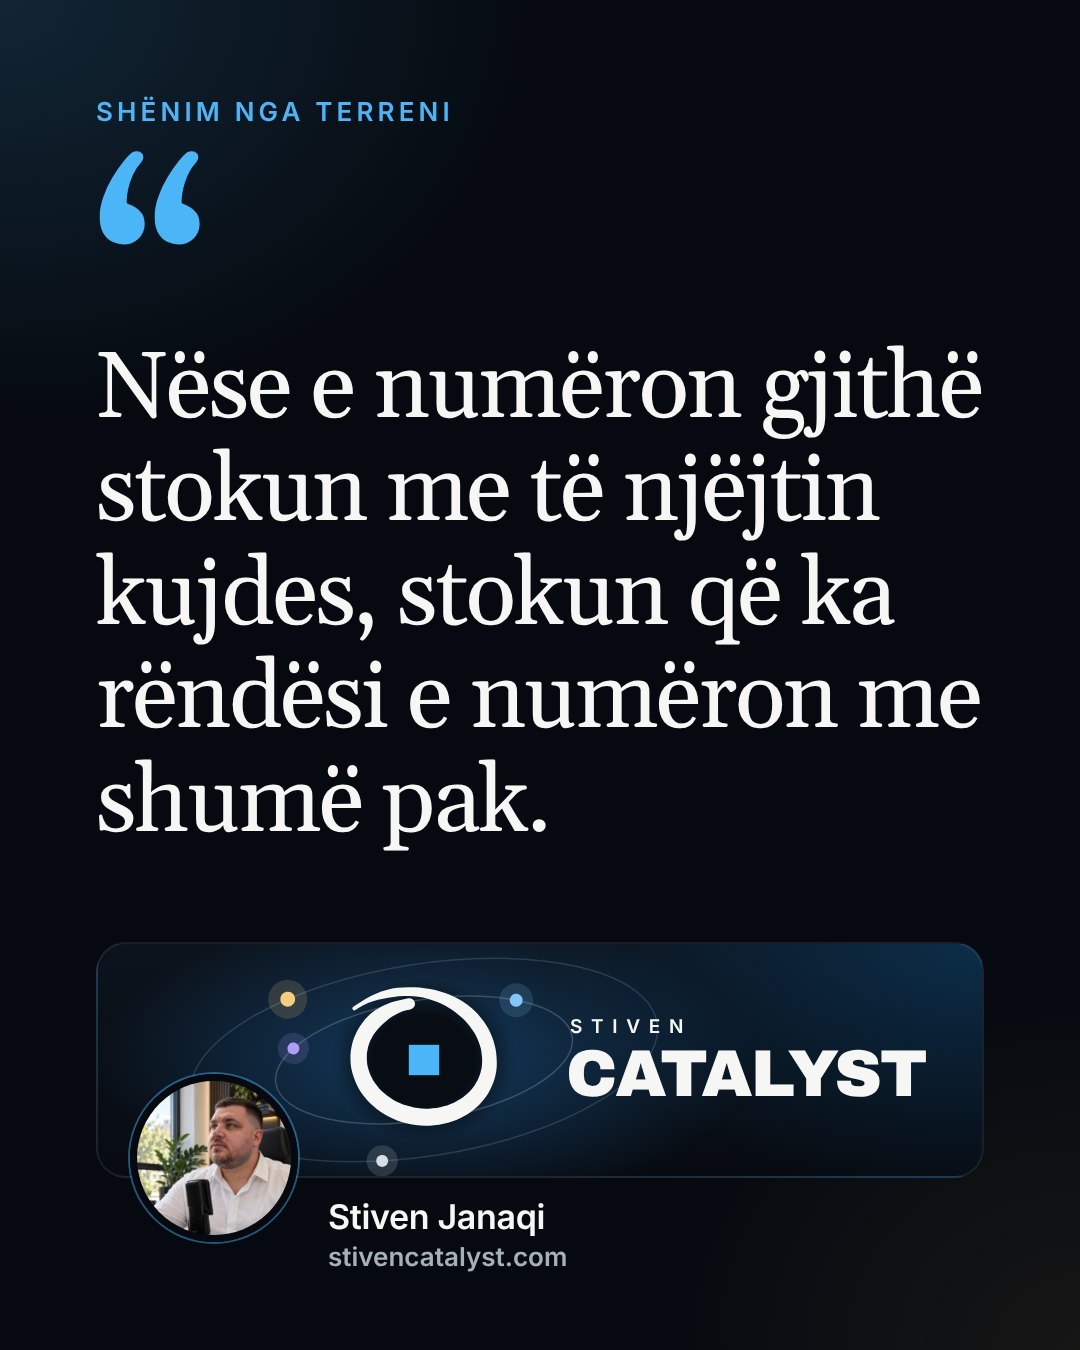 SHËNIM NGA TERRENI
“
Nëse e numëron gjithë
stokun me të njëjtin
kujdes, stokun që ka
rëndësi e numëron me
shumë pak.
STIVEN
CATALYST
Stiven Janaqi
stivencatalyst.com